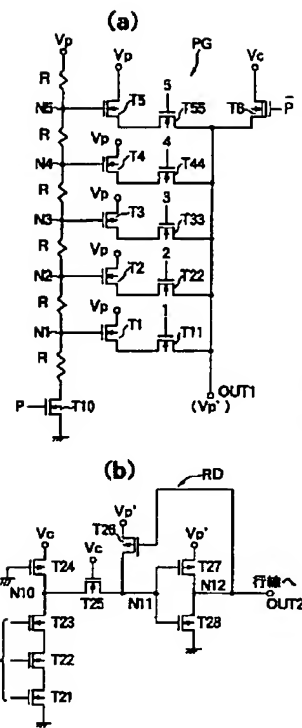 (a)
Vp Vp PG Vc
R 5
N5 T5 T55 T6 P
R Vp 4
N4 T4 T44
R Vp 3
N3 T3 T33
R Vp 2
N2 T2 T22
R Vp 1
N1 T1 T11
R
P T10 OUT1
(Vp')
(b)
RD
Vp'
T26
Vc Vc Vp'
T24 T27 行線へ
N10 T25 N11 N12 OUT2
T23 T28
T22
T21